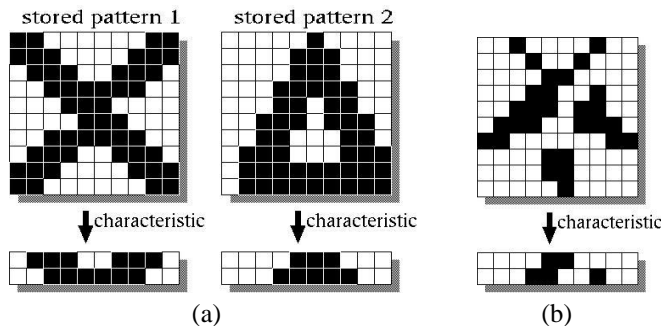 stored pattern 1
stored pattern 2
characteristic
characteristic
characteristic
(a)
(b)